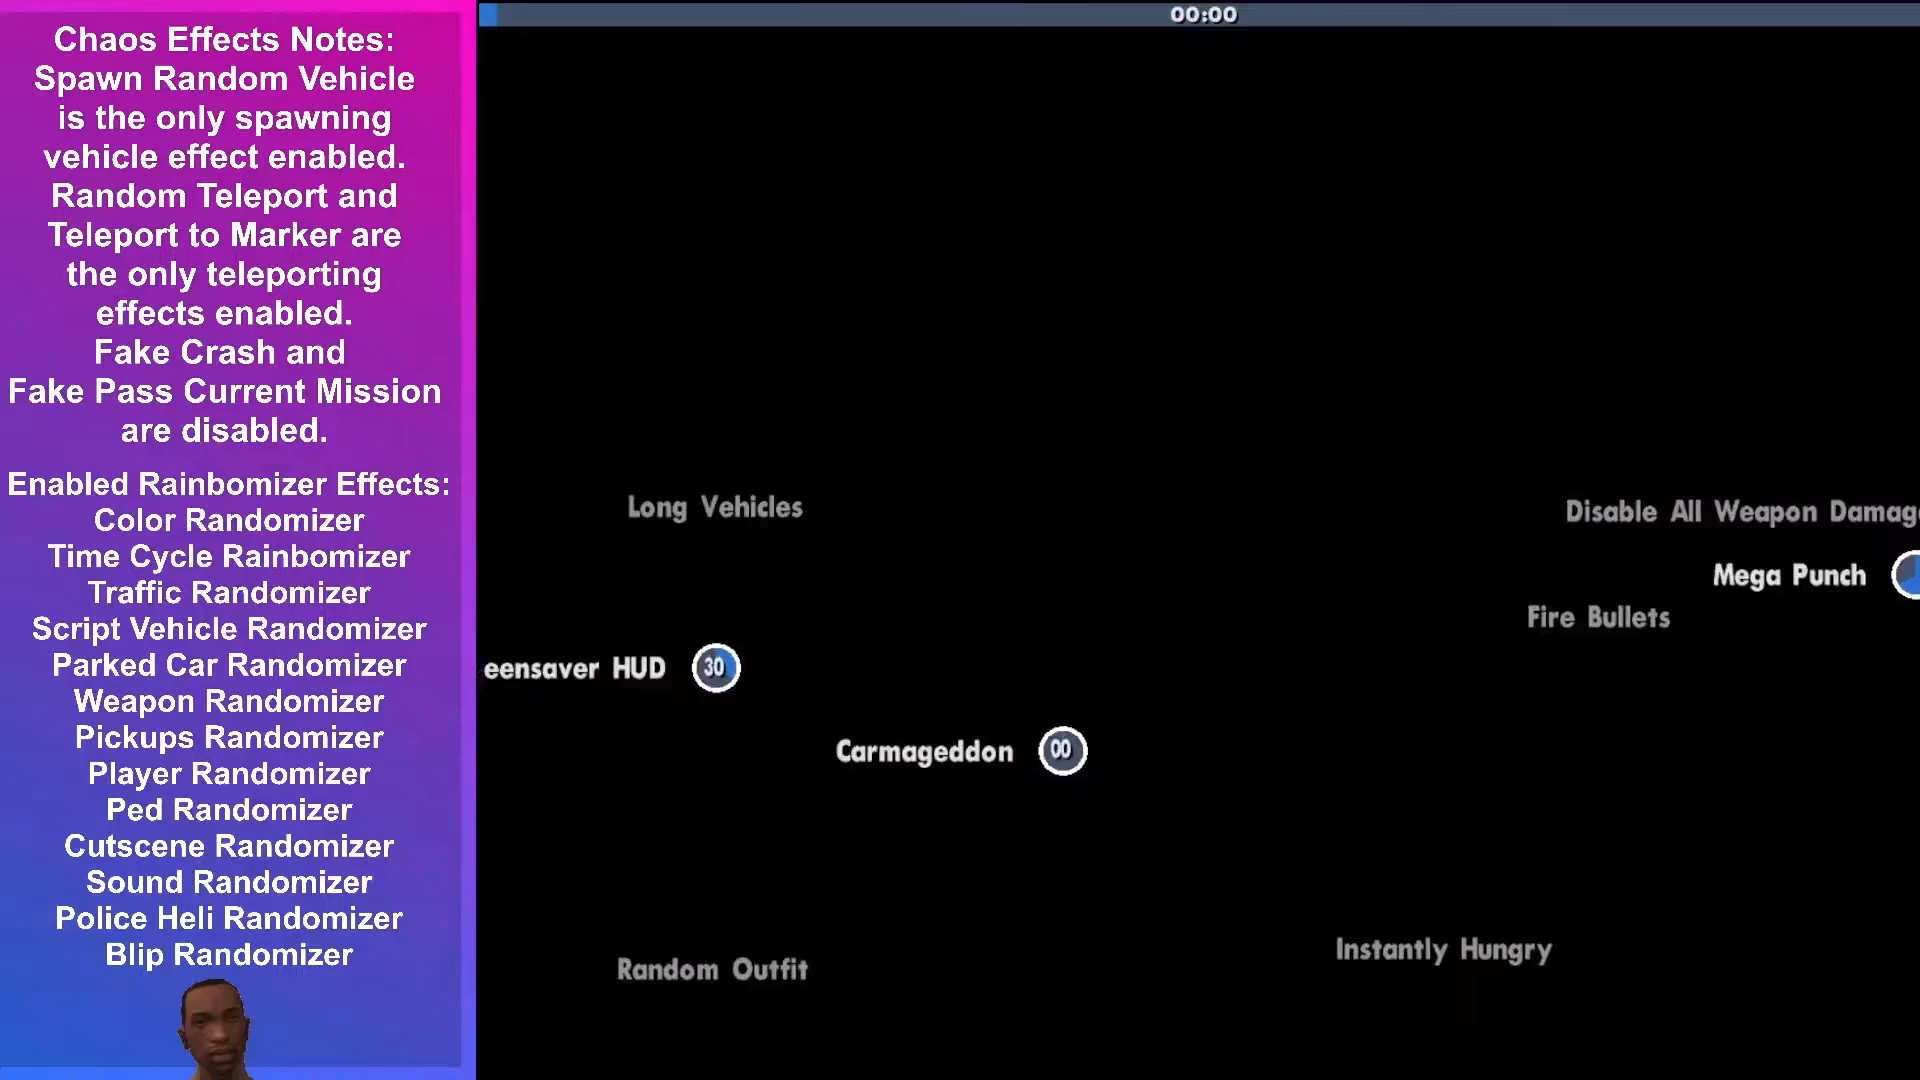 Chaos Effects Notes:
Spawn Random Vehicle
is the only spawning
vehicle effect enabled.
Random Teleport and
Teleport to Marker are
the only teleporting
effects enabled.
Fake Crash and
Fake Pass Current Mission
are disabled.
Enabled Rainbomizer Effects:
Color Randomizer
Time Cycle Rainbomizer
Traffic Randomizer
Script Vehicle Randomizer
Parked Car Randomizer
Weapon Randomizer
Pickups Randomizer
Player Randomizer
Ped Randomizer
Cutscene Randomizer
Sound Randomizer
Police Heli Randomizer
Blip Randomizer
00:00
Long Vehicles
Disable All Weapon Damag
Mega Punch
Fire Bullets
eensaver HUD 30
Carmageddon 00
Instantly Hungry
Random Outfit